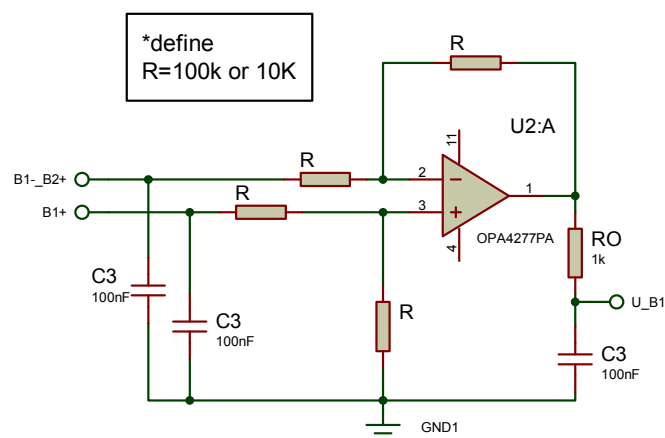 *define
R=100k or 10K
R
U2:A
11
B1-_B2+
R
2
1
B1+
R
3
4
OPA4277PA
RO
1k
C3
100nF
U_B1
C3
100nF
R
C3
100nF
GND1